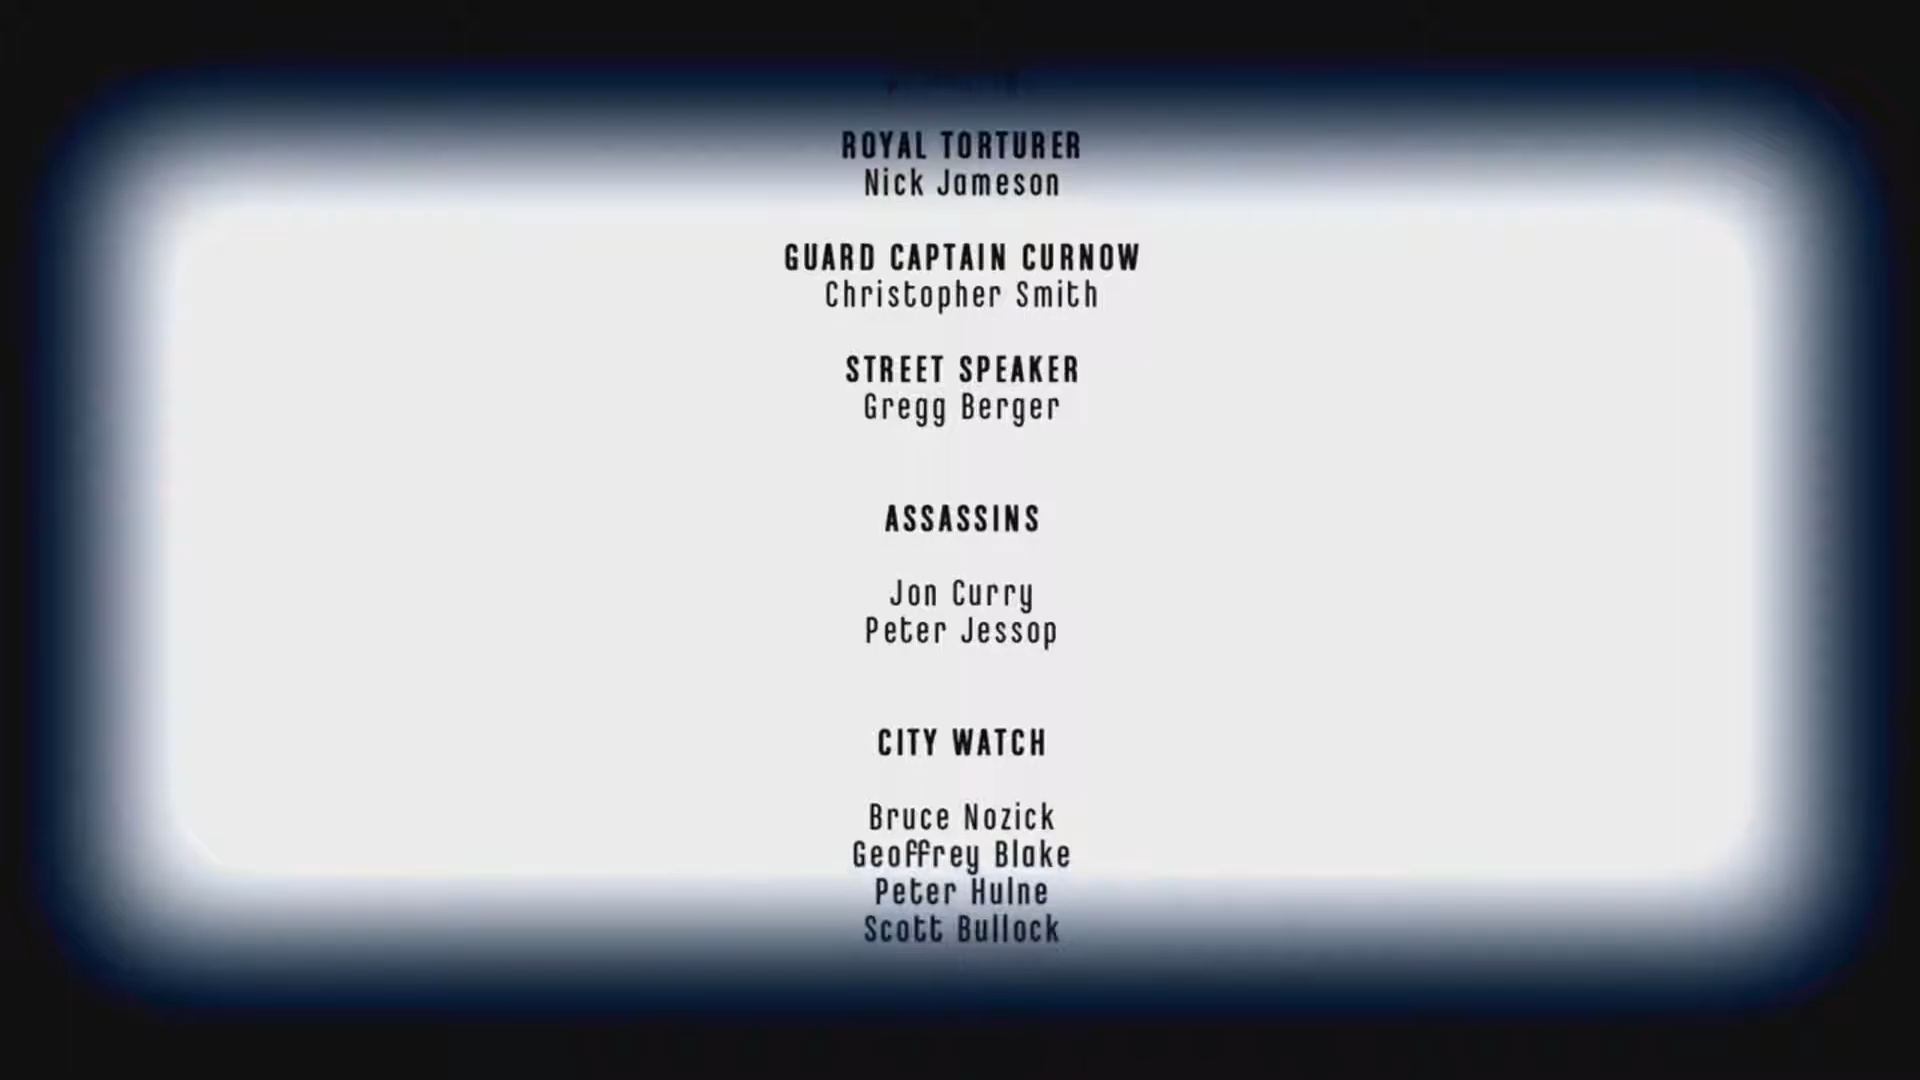 ROYAL TORTURER
Nick Jameson
GUARD CAPTAIN CURNOW
Christopher Smith
STREET SPEAKER
Gregg Berger
ASSASSINS
Jon Curry
Peter Jessop
CITY WATCH
Bruce Nozick
Geoffrey Blake
Peter Hulne
Scott Bullock